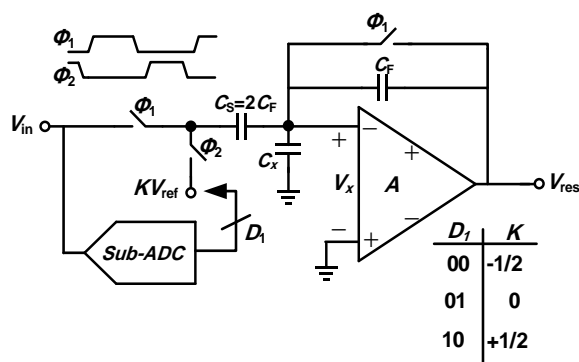 Φ1
Φ2
Φ1
CF
Φ1
CS=2CF
Vin
Φ2
Cx
KVref
D1
Sub-ADC
+
−
Vx
A
+
−
−
+
Vres
D1 K
00 -1/2
01 0
10 +1/2